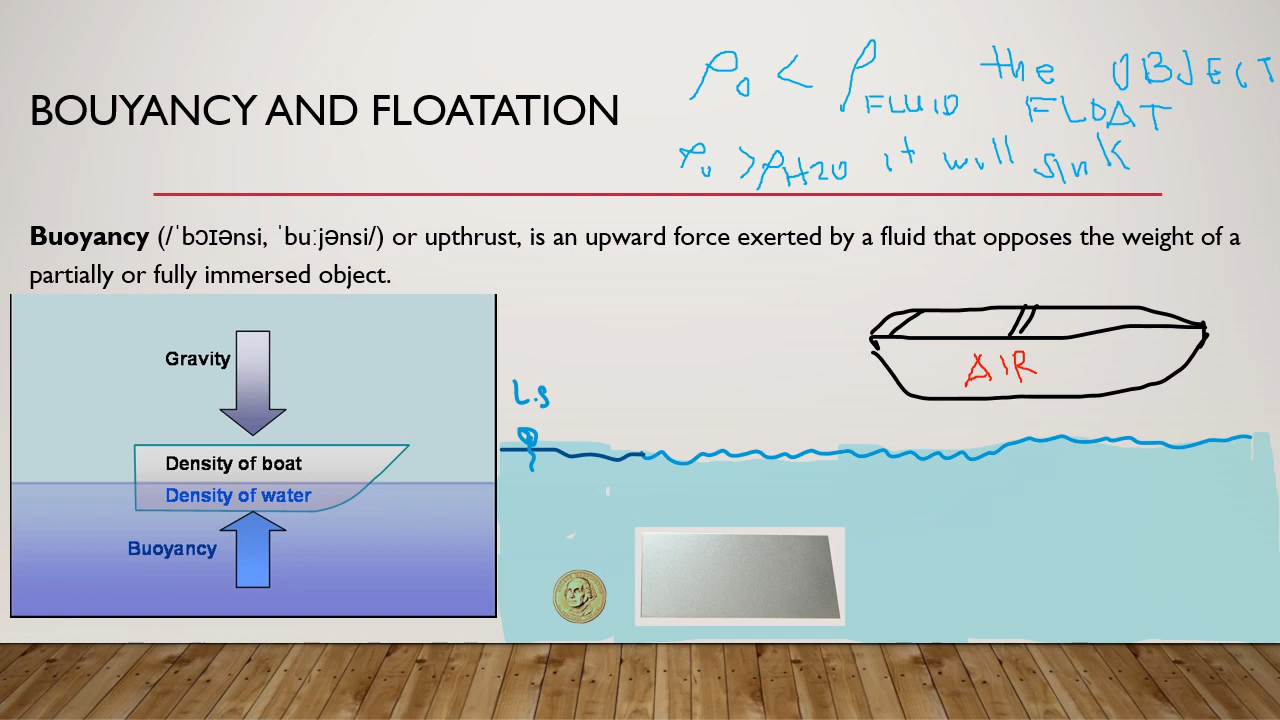 BOUYANCY AND FLOATATION
ρo < ρFLUID the OBJECT
FLOAT
ρo > ρH2O it will sink
Buoyancy (/ˈbɔɪənsi, ˈbuːjənsi/) or upthrust, is an upward force exerted by a fluid that opposes the weight of a
partially or fully immersed object.
Gravity
Density of boat
Density of water
Buoyancy
L.S
AIR